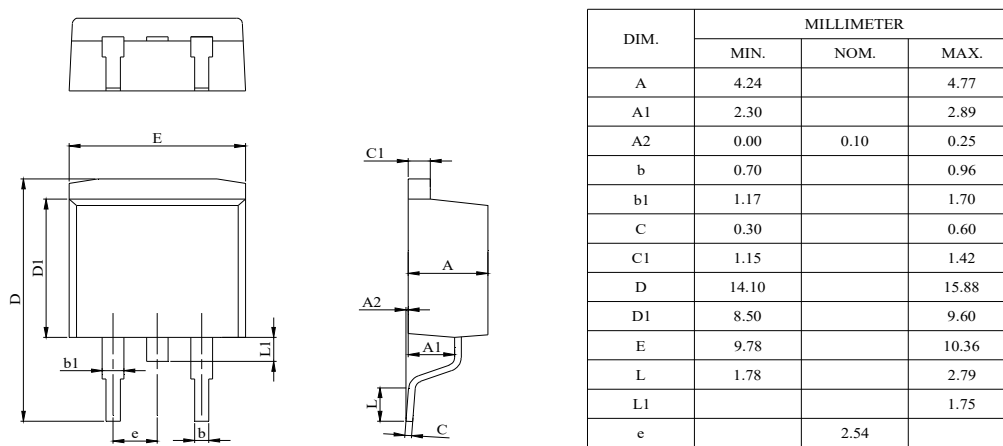 E
D
D1
b1
L1
e
b
C1
A
A2
A1
L
C
DIM. MILLIMETER
MIN. NOM. MAX.
A 4.24 4.77
A1 2.30 2.89
A2 0.00 0.10 0.25
b 0.70 0.96
b1 1.17 1.70
C 0.30 0.60
C1 1.15 1.42
D 14.10 15.88
D1 8.50 9.60
E 9.78 10.36
L 1.78 2.79
L1 1.75
e 2.54